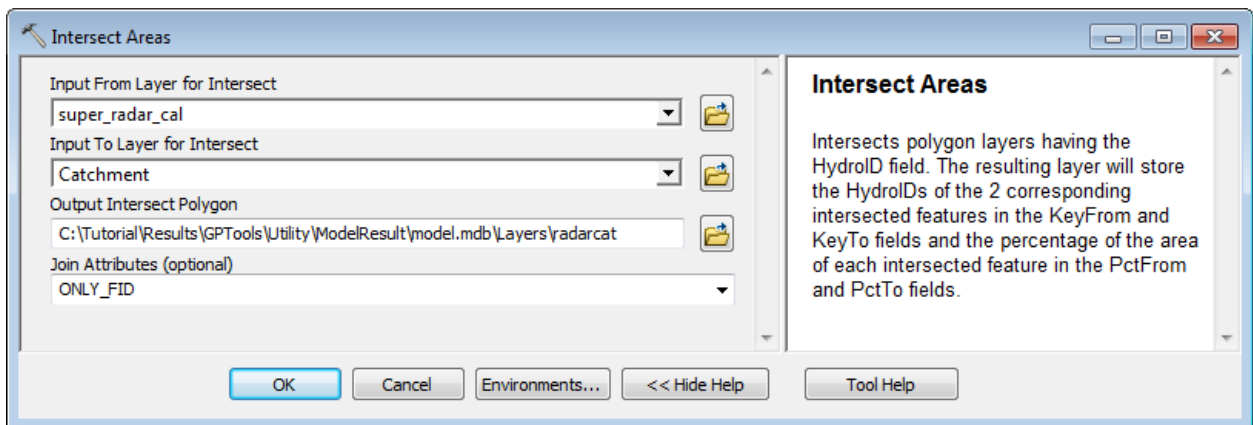 Intersect Areas
Input From Layer for Intersect
super_radar_cal
Input To Layer for Intersect
Catchment
Output Intersect Polygon
C:\Tutorial\Results\GPTools\Utility\ModelResult\model.mdb\Layers\radarcat
Join Attributes (optional)
ONLY_FID
Intersect Areas
Intersects polygon layers having the
HydroID field. The resulting layer will store
the HydroIDs of the 2 corresponding
intersected features in the KeyFrom and
KeyTo fields and the percentage of the area
of each intersected feature in the PctFrom
and PctTo fields.
OK
Cancel
Environments...
<< Hide Help
Tool Help